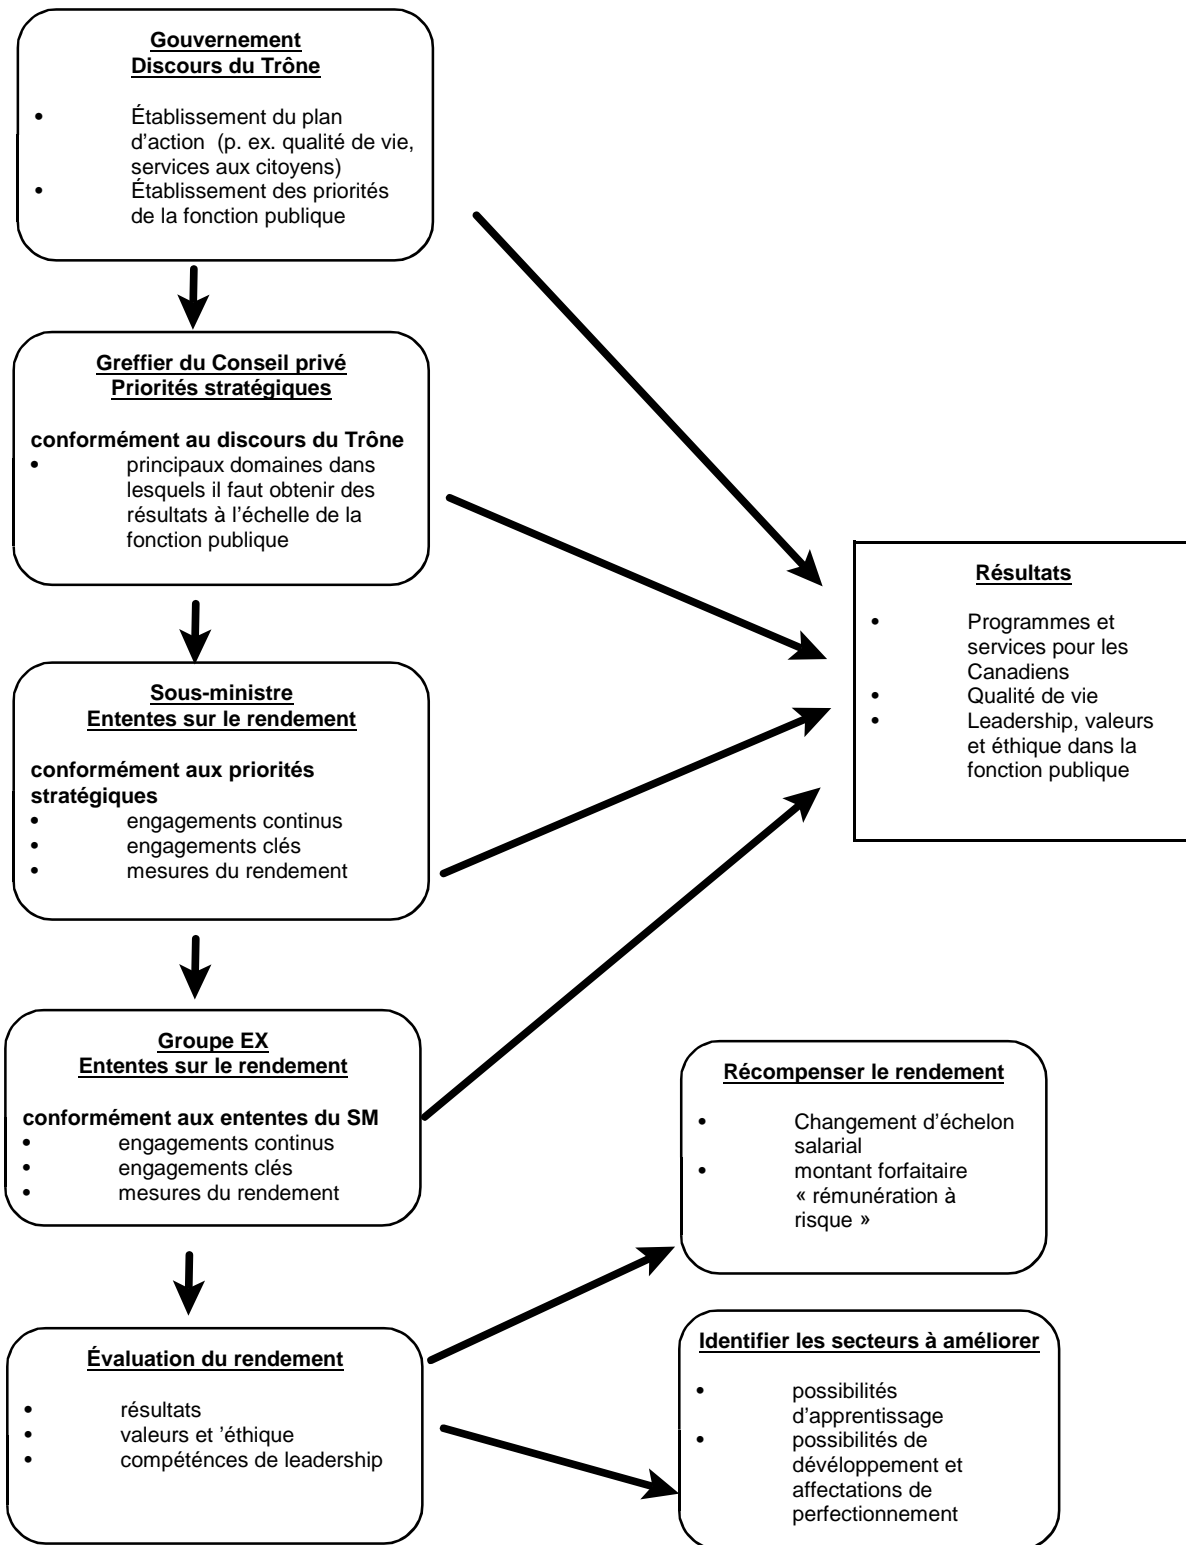 Gouvernement
Discours du Trône
• Établissement du plan
d’action (p. ex. qualité de vie,
services aux citoyens)
• Établissement des priorités
de la fonction publique
Greffier du Conseil privé
Priorités stratégiques
conformément au discours du Trône
• principaux domaines dans
lesquels il faut obtenir des
résultats à l’échelle de la
fonction publique
Sous-ministre
Ententes sur le rendement
conformément aux priorités
stratégiques
• engagements continus
• engagements clés
• mesures du rendement
Groupe EX
Ententes sur le rendement
conformément aux ententes du SM
• engagements continus
• engagements clés
• mesures du rendement
Évaluation du rendement
• résultats
• valeurs et ’éthique
• compéténces de leadership
Résultats
• Programmes et
services pour les
Canadiens
• Qualité de vie
• Leadership, valeurs
et éthique dans la
fonction publique
Récompenser le rendement
• Changement d’échelon
salarial
• montant forfaitaire
« rémunération à
risque »
Identifier les secteurs à améliorer
• possibilités
d’apprentissage
• possibilités de
dévéloppement et
affectations de
perfectionnement